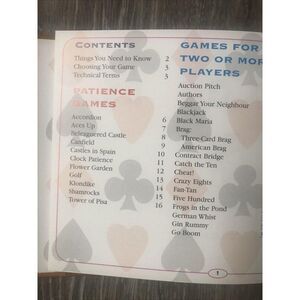 CONTENTS
Things You Need to Know 2
Choosing Your Game 3
Technical Terms 3
PATIENCE
GAMES
Accordion 6
Aces Up 7
Beleaguered Castle 8
Canfield 9
Castles in Spain 10
Clock Patience 11
Flower Garden 12
Golf 13
Klondike 14
Shamrocks 15
Tower of Pisa 16
GAMES FOR
TWO OR MOR
PLAYERS
Auction Pitch
Authors
Beggar Your Neighbour
Blackjack
Black Maria
Brag:
Three-Card Brag
American Brag
Contract Bridge
Catch the Ten
Cheat!
Crazy Eights
Fan-Tan
Five Hundred
Frogs in the Pond
German Whist
Gin Rummy
Go Boom
1